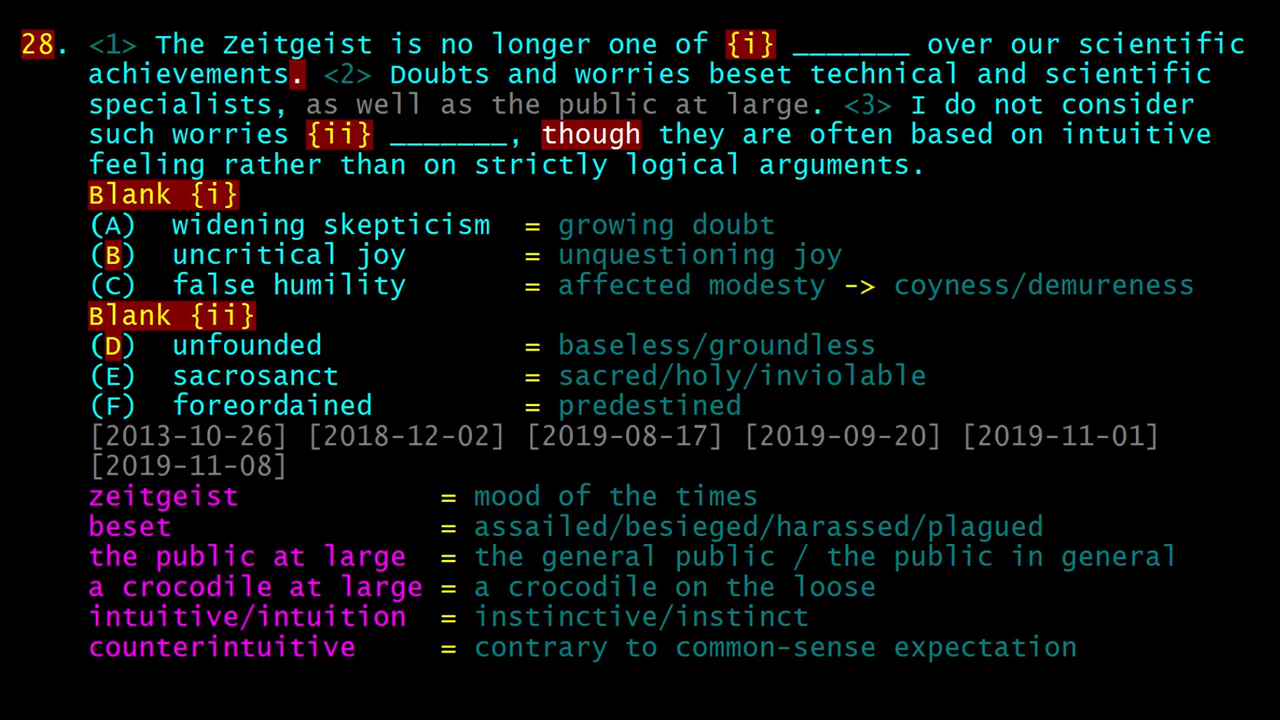 28. <1> The Zeitgeist is no longer one of {i} _______ over our scientific
achievements. <2> Doubts and worries beset technical and scientific
specialists, as well as the public at large. <3> I do not consider
such worries {ii} _______, though they are often based on intuitive
feeling rather than on strictly logical arguments.
Blank {i}
(A) widening skepticism = growing doubt
(B) uncritical joy = unquestioning joy
(C) false humility = affected modesty -> coyness/demureness
Blank {ii}
(D) unfounded = baseless/groundless
(E) sacrosanct = sacred/holy/inviolable
(F) foreordained = predestined
[2013-10-26] [2018-12-02] [2019-08-17] [2019-09-20] [2019-11-01]
[2019-11-08]
zeitgeist = mood of the times
beset = assailed/besieged/harassed/plagued
the public at large = the general public / the public in general
a crocodile at large = a crocodile on the loose
intuitive/intuition = instinctive/instinct
counterintuitive = contrary to common-sense expectation